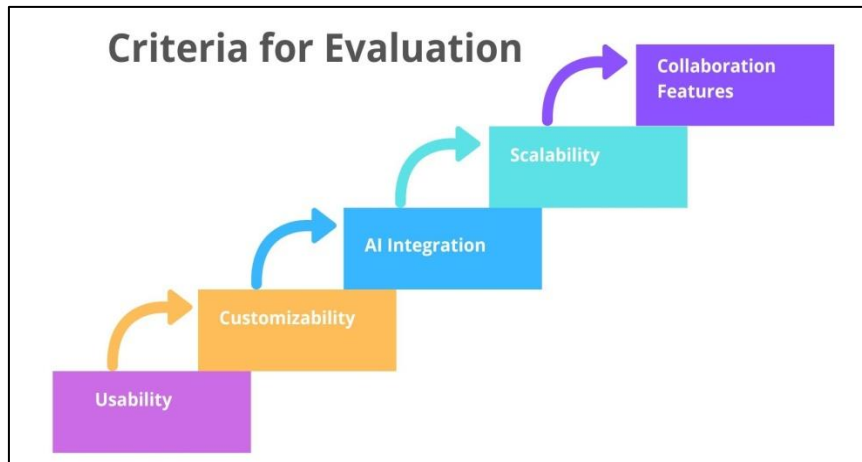 Criteria for Evaluation
Collaboration
Features
Scalability
AI Integration
Customizability
Usability